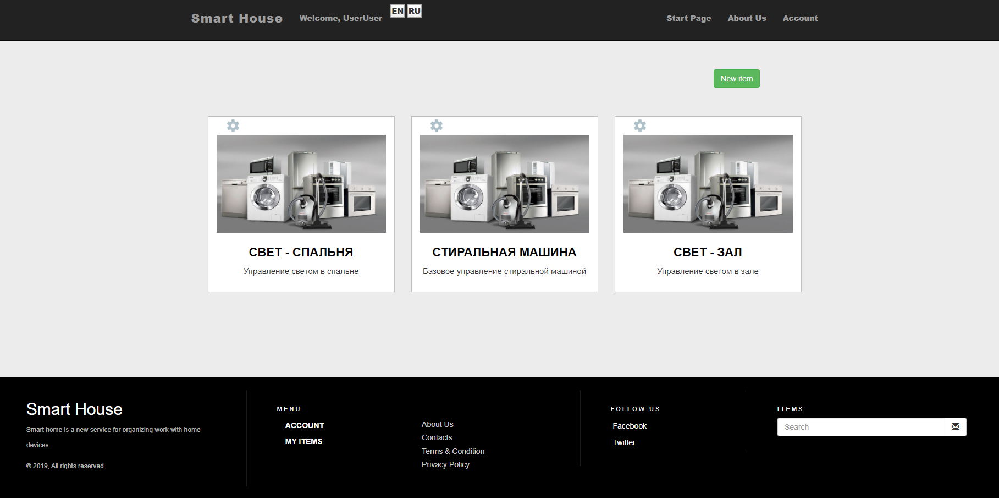 Smart House
Welcome, UserUser
EN RU
Start Page
About Us
Account
New item
СВЕТ - СПАЛЬНЯ
Управление светом в спальне
СТИРАЛЬНАЯ МАШИНА
Базовое управление стиральной машиной
СВЕТ - ЗАЛ
Управление светом в зале
Smart House
Smart home is a new service for organizing work with home
devices.
© 2019, All rights reserved
MENU
ACCOUNT
MY ITEMS
About Us
Contacts
Terms & Condition
Privacy Policy
FOLLOW US
Facebook
Twitter
ITEMS
Search